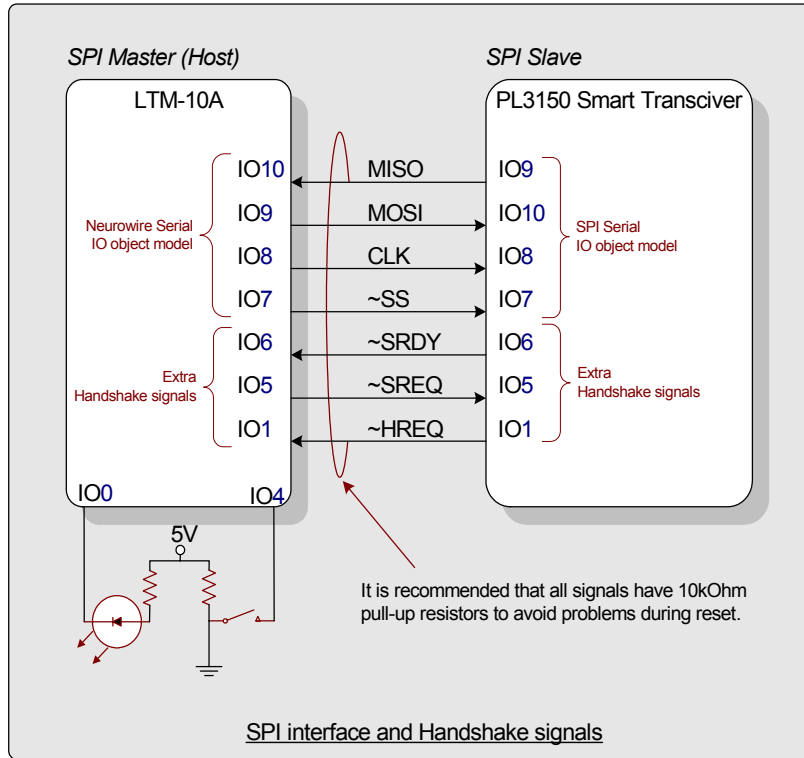 SPI Master (Host)
SPI Slave
LTM-10A
PL3150 Smart Transciver
IO10
MISO
IO9
Neurowire Serial
IO object model
IO9
MOSI
IO10
SPI Serial
IO object model
IO8
CLK
IO8
IO7
~SS
IO7
IO6
~SRDY
IO6
Extra
Handshake signals
IO5
~SREQ
IO5
Extra
Handshake signals
IO1
~HREQ
IO1
IO0
IO4
5V
It is recommended that all signals have 10kOhm
pull-up resistors to avoid problems during reset.
SPI interface and Handshake signals